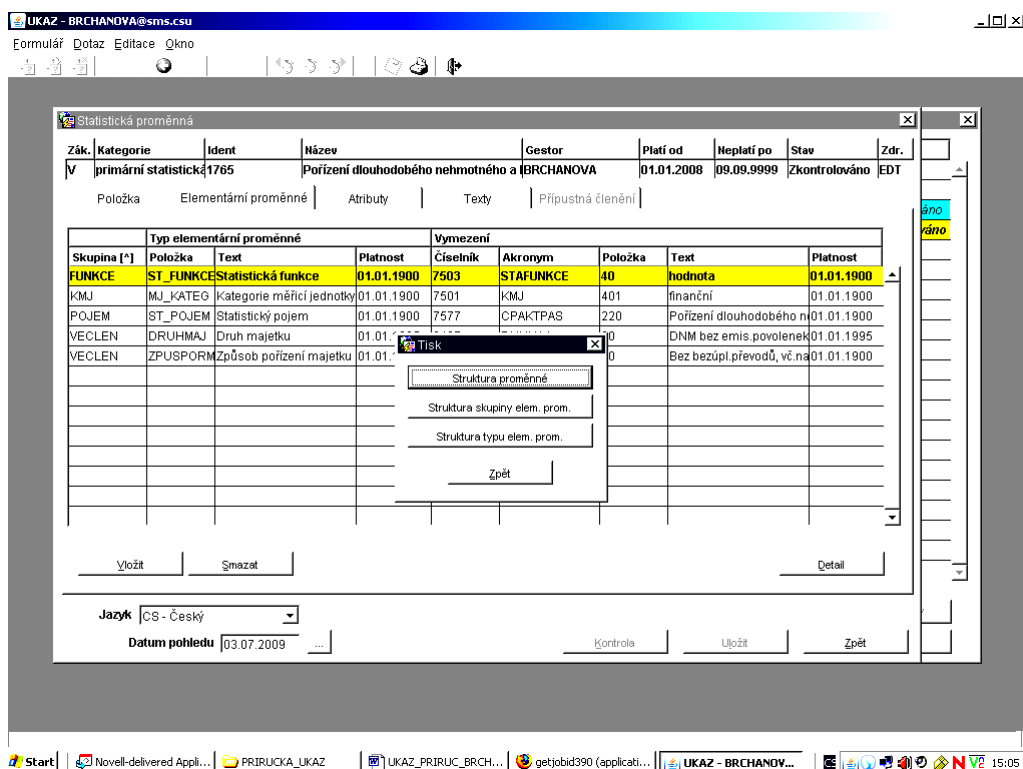 UKAZ - BRCHANOVA@sms.csu
Formulář Dotaz Editace Okno
Statistická proměnná
Zák. Kategorie Ident Název Gestor Platí od Neplatí po Stav Zdr.
V primární statistická 1765 Pořízení dlouhodobého nehmotného a BRCHANOVA 01.01.2008 09.09.9999 Zkontrolováno EDT
Položka Elementární proměnné Atributy Texty Přípustná členění
áno
váno
Typ elementární proměnné Vymezení
Skupina [^] Položka Text Platnost Číselník Akronym Položka Text Platnost
FUNKCE ST_FUNKCE Statistická funkce 01.01.1900 7503 STAFUNKCE 40 hodnota 01.01.1900
KMJ MJ_KATEG Kategorie měřicí jednotky 01.01.1900 7501 KMJ 401 finanční 01.01.1900
POJEM ST_POJEM Statistický pojem 01.01.1900 7577 CPAKTPAS 220 Pořízení dlouhodobého n 01.01.1900
VECLEN DRUHMAJ Druh majetku 01.01. DNM bez emis.povolenek 01.01.1995
VECLEN ZPUSPORM Způsob pořízení majetku 01.01. Bez bezúpl.převodů, vč.na 01.01.1900
Tisk
Struktura proměnné
Struktura skupiny elem. prom.
Struktura typu elem. prom.
Zpět
Vložit Smazat Detail
Jazyk CS - Český
Datum pohledu 03.07.2009 ... Kontrola Uložit Zpět
Start Novell-delivered Appli... PRIRUCKA_UKAZ UKAZ_PRIRUC_BRCH... getjobid390 (applicati... UKAZ - BRCHANOV... 15:05